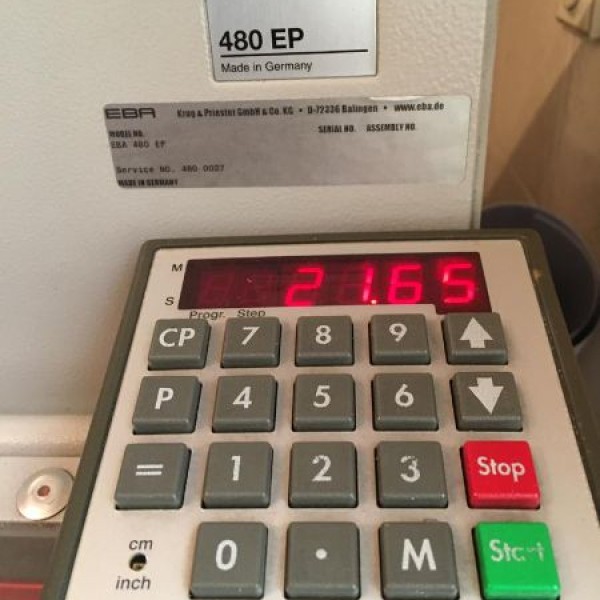 480 EP
Made in Germany
EBA Krug & Priester GmbH & Co. KG • D-72336 Balingen • www.eba.de
MODEL NO. SERIAL NO. ASSEMBLY NO.
EBA 480 EP
Service NO. 480 0007
MADE IN GERMANY
M
21.65
S
Progr. Step
CP 7 8 9
P 4 5 6
= 1 2 3 Stop
0 . M
cm
inch